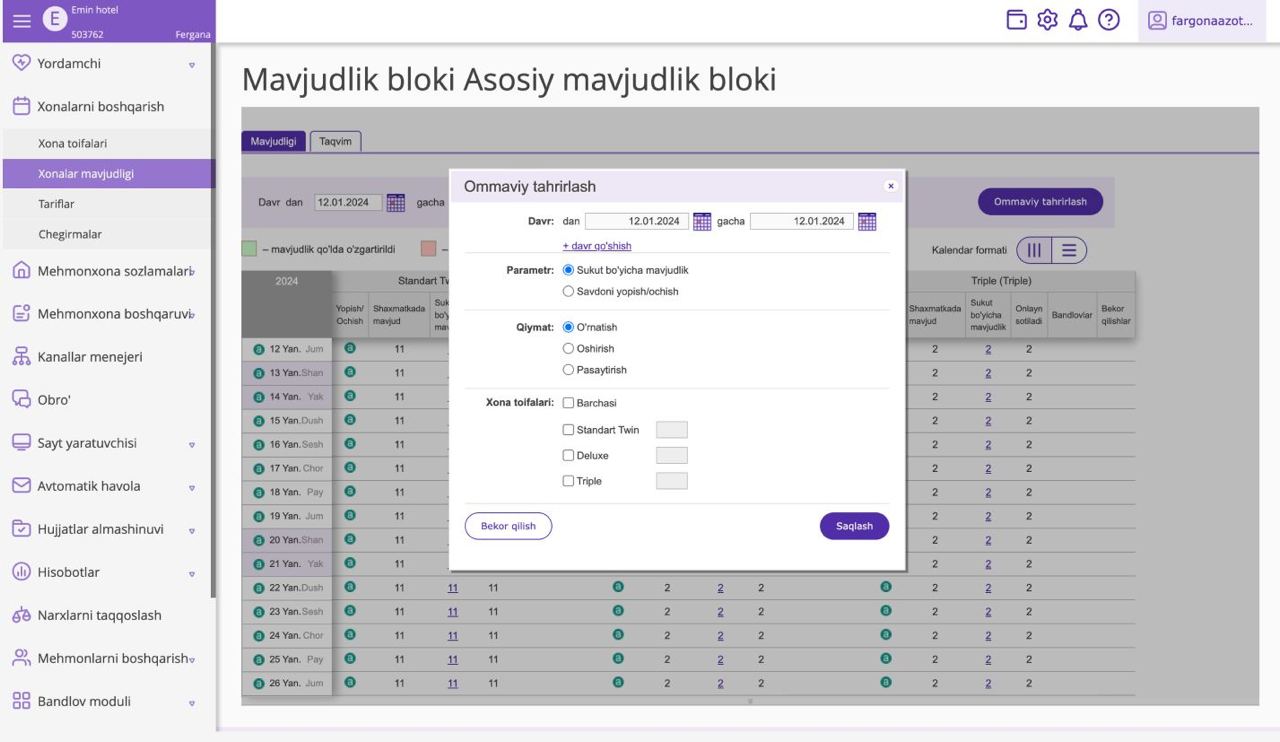 Emin hotel
E
503762 Fergana
fargonaazot...
Yordamchi
Xonalarni boshqarish
Xona toifalari
Xonalar mavjudligi
Tariflar
Chegirmalar
Mehmonxona sozlamalari
Mehmonxona boshqaruvi
Kanallar menejeri
Obro'
Sayt yaratuvchisi
Avtomatik havola
Hujjatlar almashinuvi
Hisobotlar
Narxlarni taqqoslash
Mehmonlarni boshqarish
Bandlov moduli
Mavjudlik bloki Asosiy mavjudlik bloki
Mavjudligi Taqvim
Davr dan 12.01.2024 gacha
Ommaviy tahrirlash
– mavjudlik qo'lda o'zgartirildi –
Kalendar formati
Ommaviy tahrirlash
Davr: dan 12.01.2024 gacha 12.01.2024
+ davr qo'shish
Parametr: Sukut bo'yicha mavjudlik
Savdoni yopish/ochish
Qiymat: O'rnatish
Oshirish
Pasaytirish
Xona toifalari: Barchasi
Standart Twin
Deluxe
Triple
Bekor qilish Saqlash
2024 Standart Tw Triple (Triple)
Yopish/ Ochish Shaxmatkada mavjud Shaxmatkada mavjud Sukut bo'yicha mavjudlik Onlayn sotiladi Bandlovlar Bekor qilishlar
a 12 Yan. Jum a 11 2 2 2
a 13 Yan. Shan a 11 2 2 2
a 14 Yan. Yak a 11 2 2 2
a 15 Yan. Dush a 11 2 2 2
a 16 Yan. Sesh a 11 2 2 2
a 17 Yan. Chor a 11 2 2 2
a 18 Yan. Pay a 11 2 2 2
a 19 Yan. Jum a 11 2 2 2
a 20 Yan. Shan a 11 2 2 2
a 21 Yan. Yak a 11 2 2 2
a 22 Yan. Dush a 11 11 11 a 2 2 2 a 2 2 2
a 23 Yan. Sesh a 11 11 11 a 2 2 2 a 2 2 2
a 24 Yan. Chor a 11 11 11 a 2 2 2 a 2 2 2
a 25 Yan. Pay a 11 11 11 a 2 2 2 a 2 2 2
a 26 Yan. Jum a 11 11 11 a 2 2 2 a 2 2 2